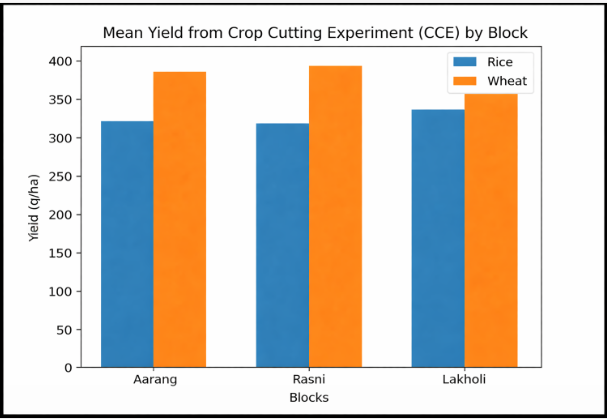 Mean Yield from Crop Cutting Experiment (CCE) by Block
Rice
Wheat
400
350
300
250
200
150
100
50
0
Yield (q/ha)
Aarang
Rasni
Lakholi
Blocks